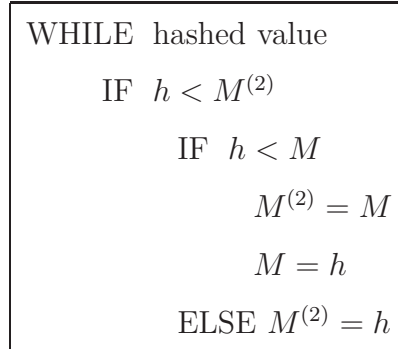 WHILE hashed value
IF h < M^{(2)}
IF h < M
M^{(2)} = M
M = h
ELSE M^{(2)} = h